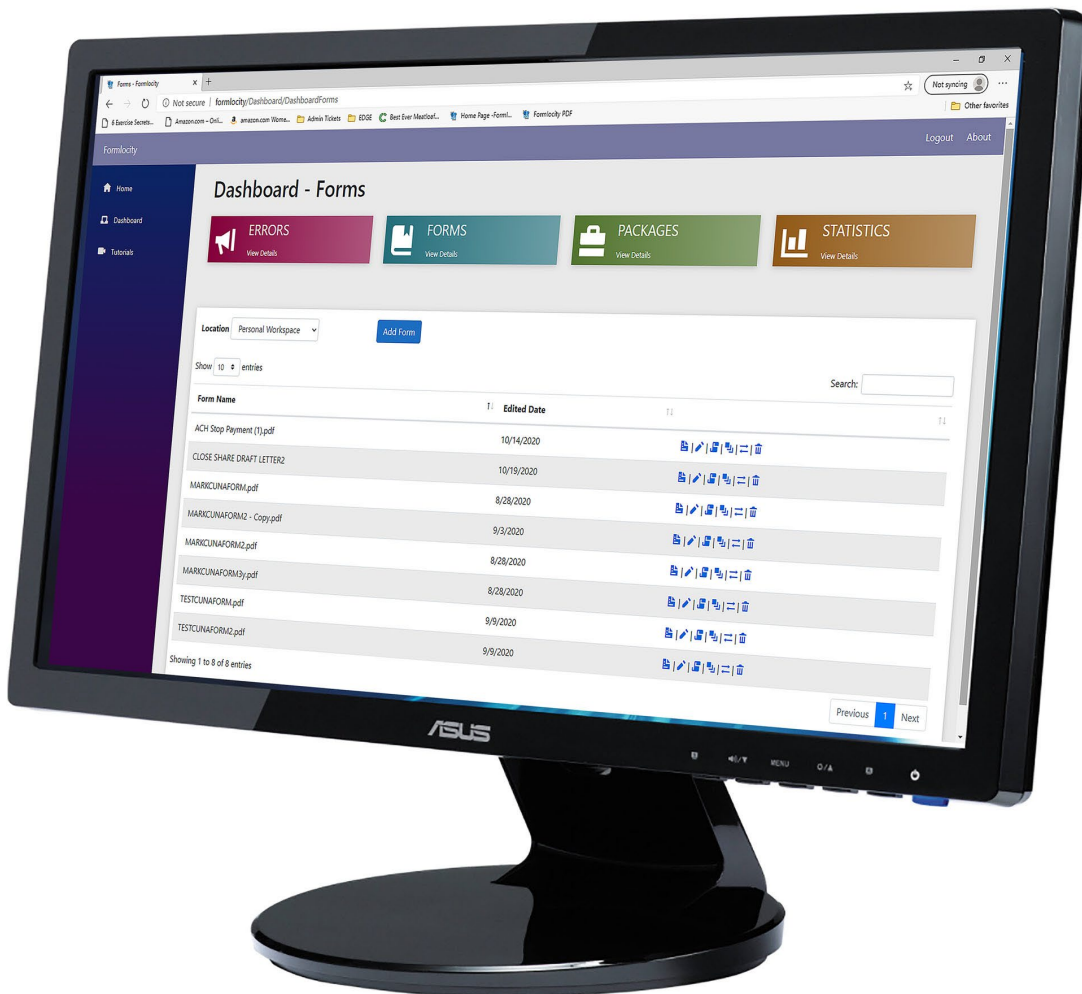 Forms - Formlocity
Not syncing
Not secure | formlocity/Dashboard/DashboardForms
Other favorites
6 Exercise Secrets... Amazon.com – Onli... amazon.com Wome... Admin Tickets EDGE Best Ever Meatloaf... Home Page -Forml... Formlocity PDF
Formlocity
Logout About
Home
Dashboard
Tutorials
Dashboard - Forms
ERRORS
View Details
FORMS
View Details
PACKAGES
View Details
STATISTICS
View Details
Location Personal Workspace Add Form
Show 10 entries
Search:
Form Name Edited Date
ACH Stop Payment (1).pdf 10/14/2020
CLOSE SHARE DRAFT LETTER2 10/19/2020
MARKCUNAFORM.pdf 8/28/2020
MARKCUNAFORM2 - Copy.pdf 9/3/2020
MARKCUNAFORM2.pdf 8/28/2020
MARKCUNAFORM3y.pdf 8/28/2020
TESTCUNAFORM.pdf 9/9/2020
TESTCUNAFORM2.pdf 9/9/2020
Showing 1 to 8 of 8 entries
Previous 1 Next
ASUS
MENU